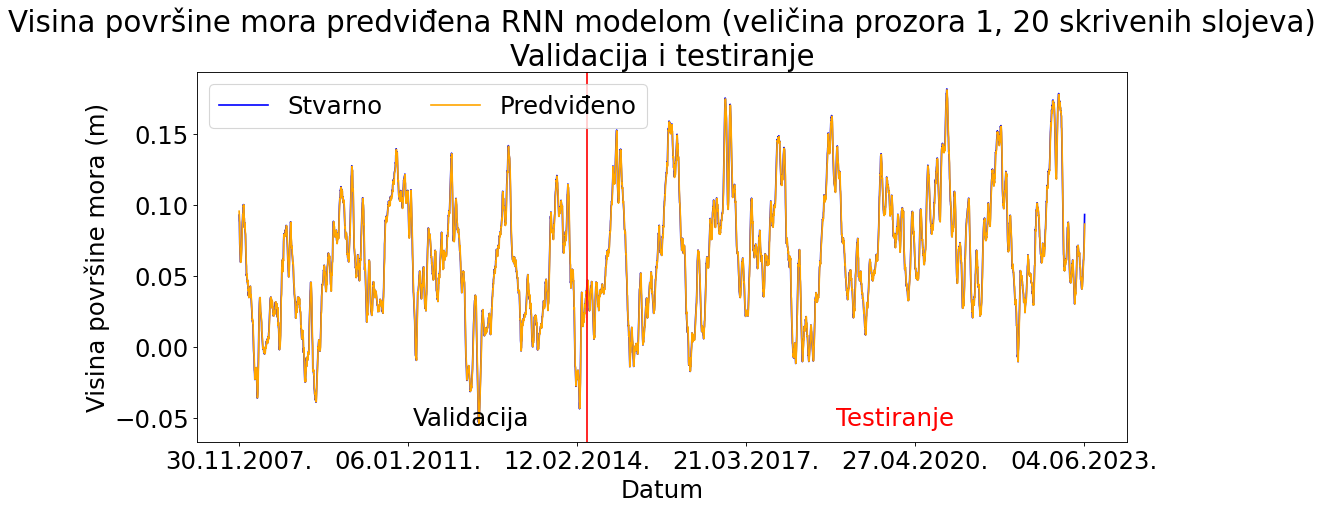 Visina površine mora predviđena RNN modelom (veličina prozora 1, 20 skrivenih slojeva)
Validacija i testiranje
Stvarno
Predviđeno
Visina površine mora (m)
0.15
0.10
0.05
0.00
−0.05
Validacija
Testiranje
30.11.2007.
06.01.2011.
12.02.2014.
21.03.2017.
27.04.2020.
04.06.2023.
Datum